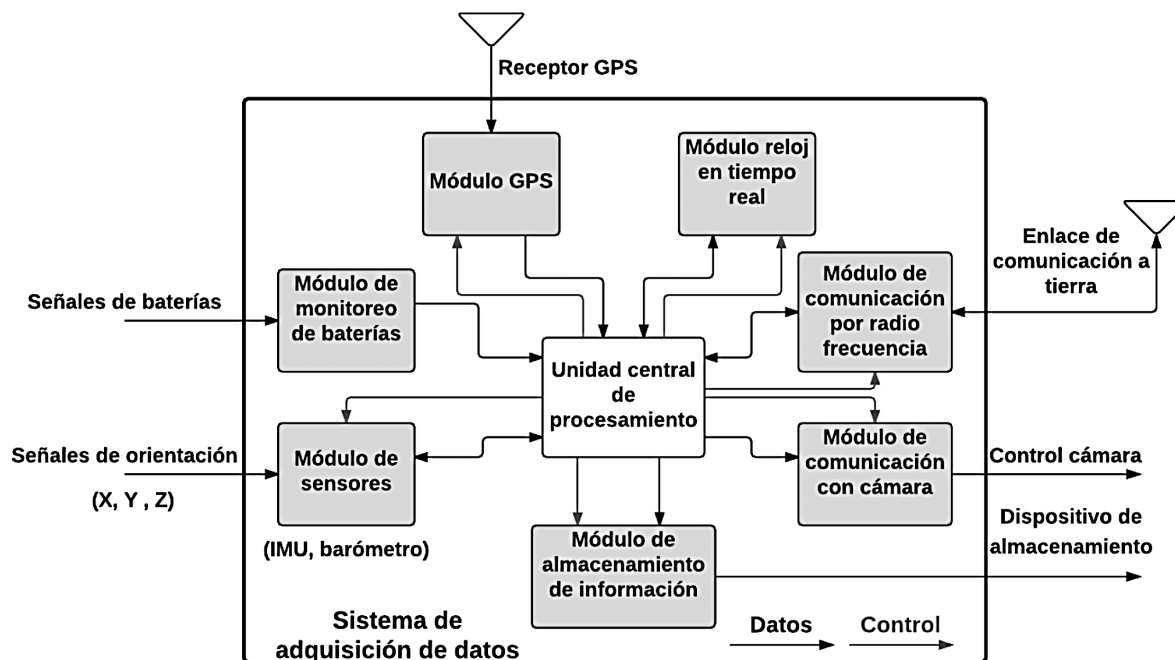 Receptor GPS
Módulo GPS
Módulo reloj
en tiempo
real
Enlace de
comunicación a
tierra
Módulo de
comunicación
por radio
frecuencia
Señales de baterías
Módulo de
monitoreo
de baterías
Unidad central
de
procesamiento
Señales de orientación
(X, Y , Z)
Módulo de
sensores
(IMU, barómetro)
Módulo de
comunicación
con cámara
Control cámara
Dispositivo de
almacenamiento
Módulo de
almacenamiento
de información
Sistema de
adquisición de datos
Datos
Control